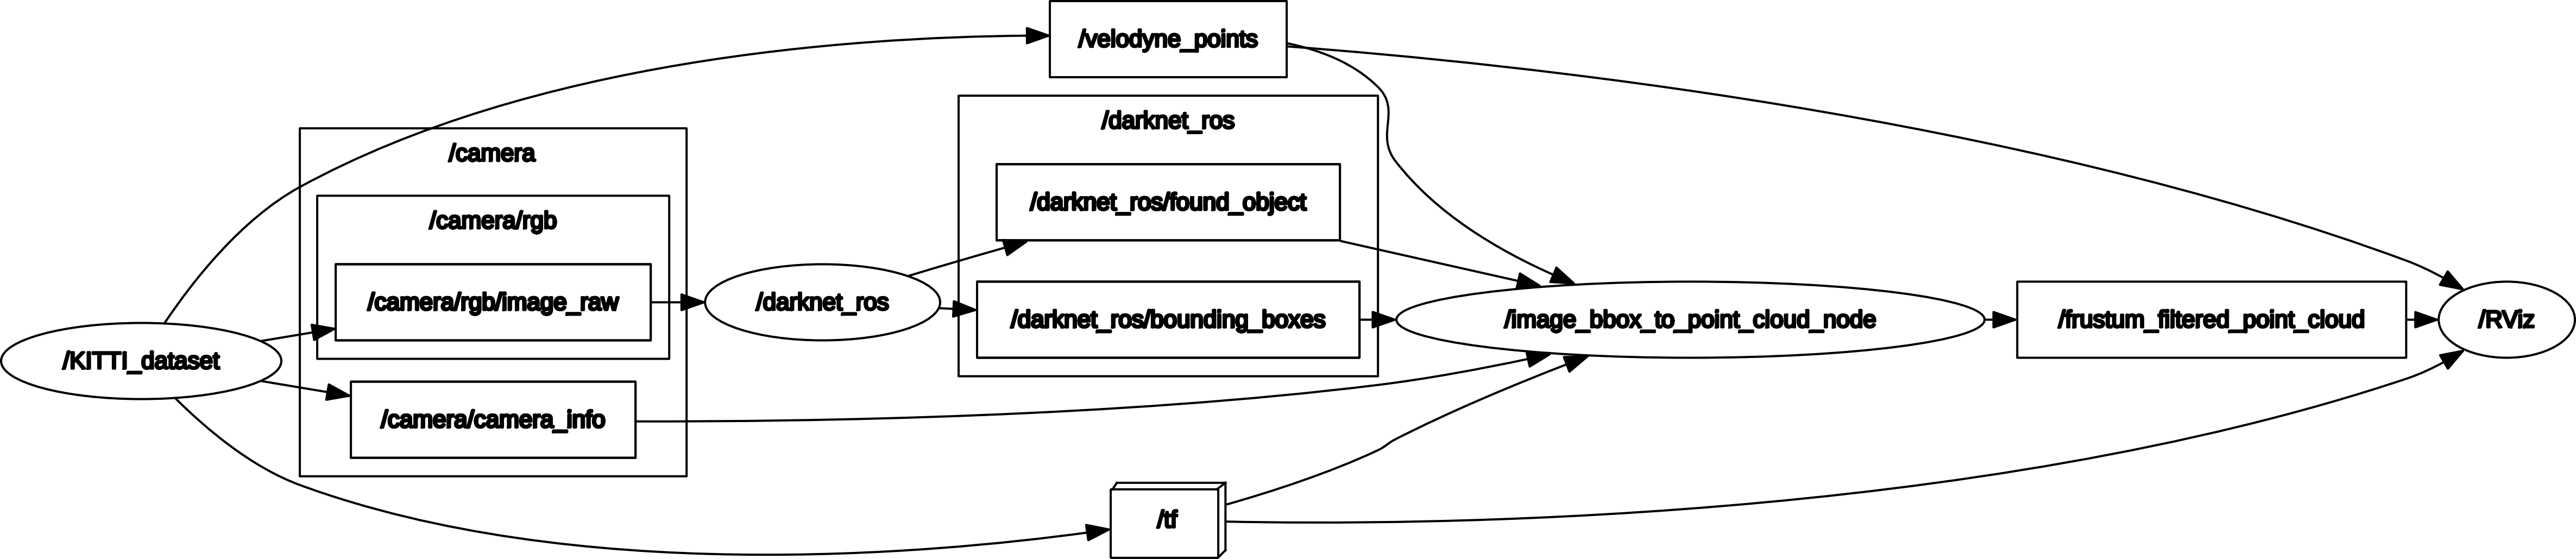 /velodyne_points
/darknet_ros
/camera
/darknet_ros/found_object
/camera/rgb
/camera/rgb/image_raw
/darknet_ros
/darknet_ros/bounding_boxes
/image_bbox_to_point_cloud_node
/frustum_filtered_point_cloud
/RViz
/KITTI_dataset
/camera/camera_info
/tf